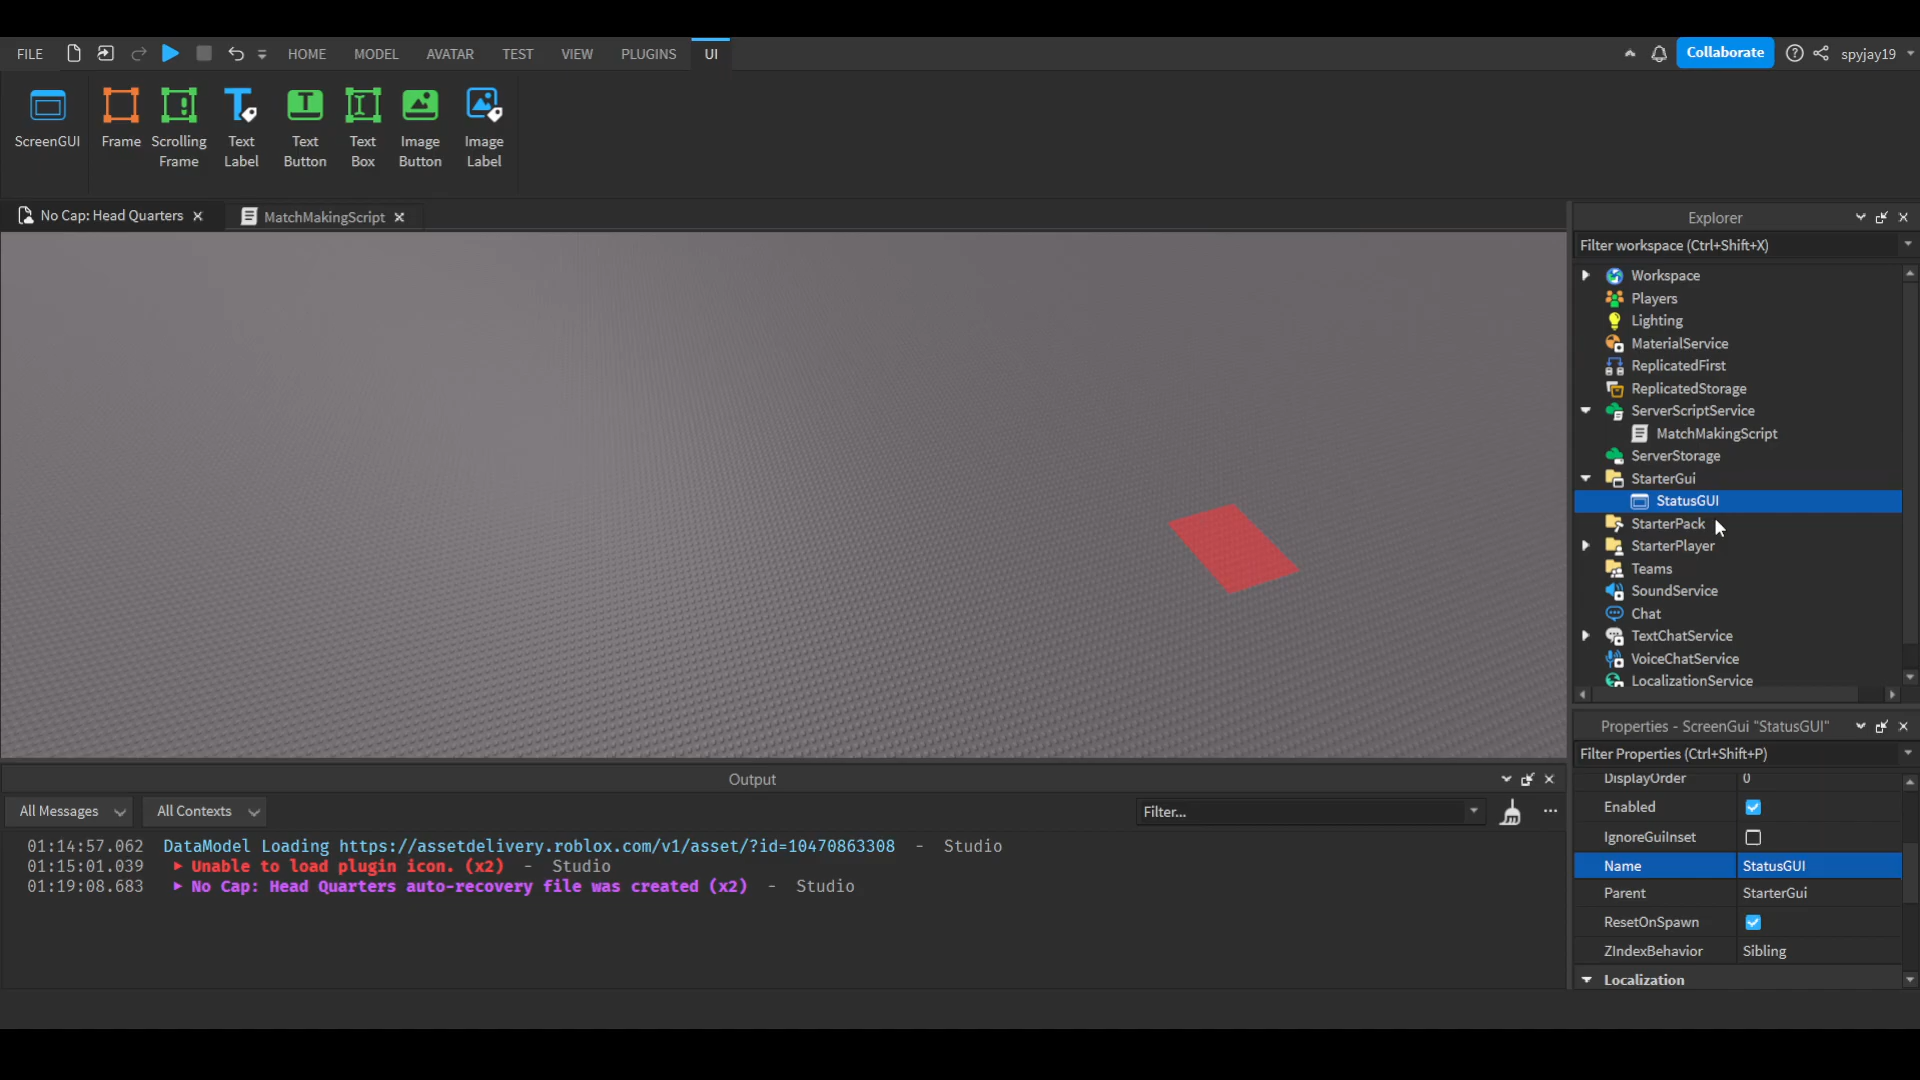 FILE
HOME
MODEL
AVATAR
TEST
VIEW
PLUGINS
UI
Collaborate
spyjay19
ScreenGUI
Frame
Scrolling
Frame
Text
Label
Text
Button
Text
Box
Image
Button
Image
Label
No Cap: Head Quarters
MatchMakingScript
Explorer
Filter workspace (Ctrl+Shift+X)
Workspace
Players
Lighting
MaterialService
ReplicatedFirst
ReplicatedStorage
ServerScriptService
MatchMakingScript
ServerStorage
StarterGui
StatusGUI
StarterPack
StarterPlayer
Teams
SoundService
Chat
TextChatService
VoiceChatService
LocalizationService
Properties - ScreenGui "StatusGUI"
Filter Properties (Ctrl+Shift+P)
DisplayOrder 0
Enabled
IgnoreGuiInset
Name StatusGUI
Parent StarterGui
ResetOnSpawn
ZIndexBehavior Sibling
Localization
Output
All Messages
All Contexts
Filter...
01:14:57.062 DataModel Loading https://assetdelivery.roblox.com/v1/asset/?id=10470863308 - Studio
01:15:01.039 Unable to load plugin icon. (x2) - Studio
01:19:08.683 No Cap: Head Quarters auto-recovery file was created (x2) - Studio